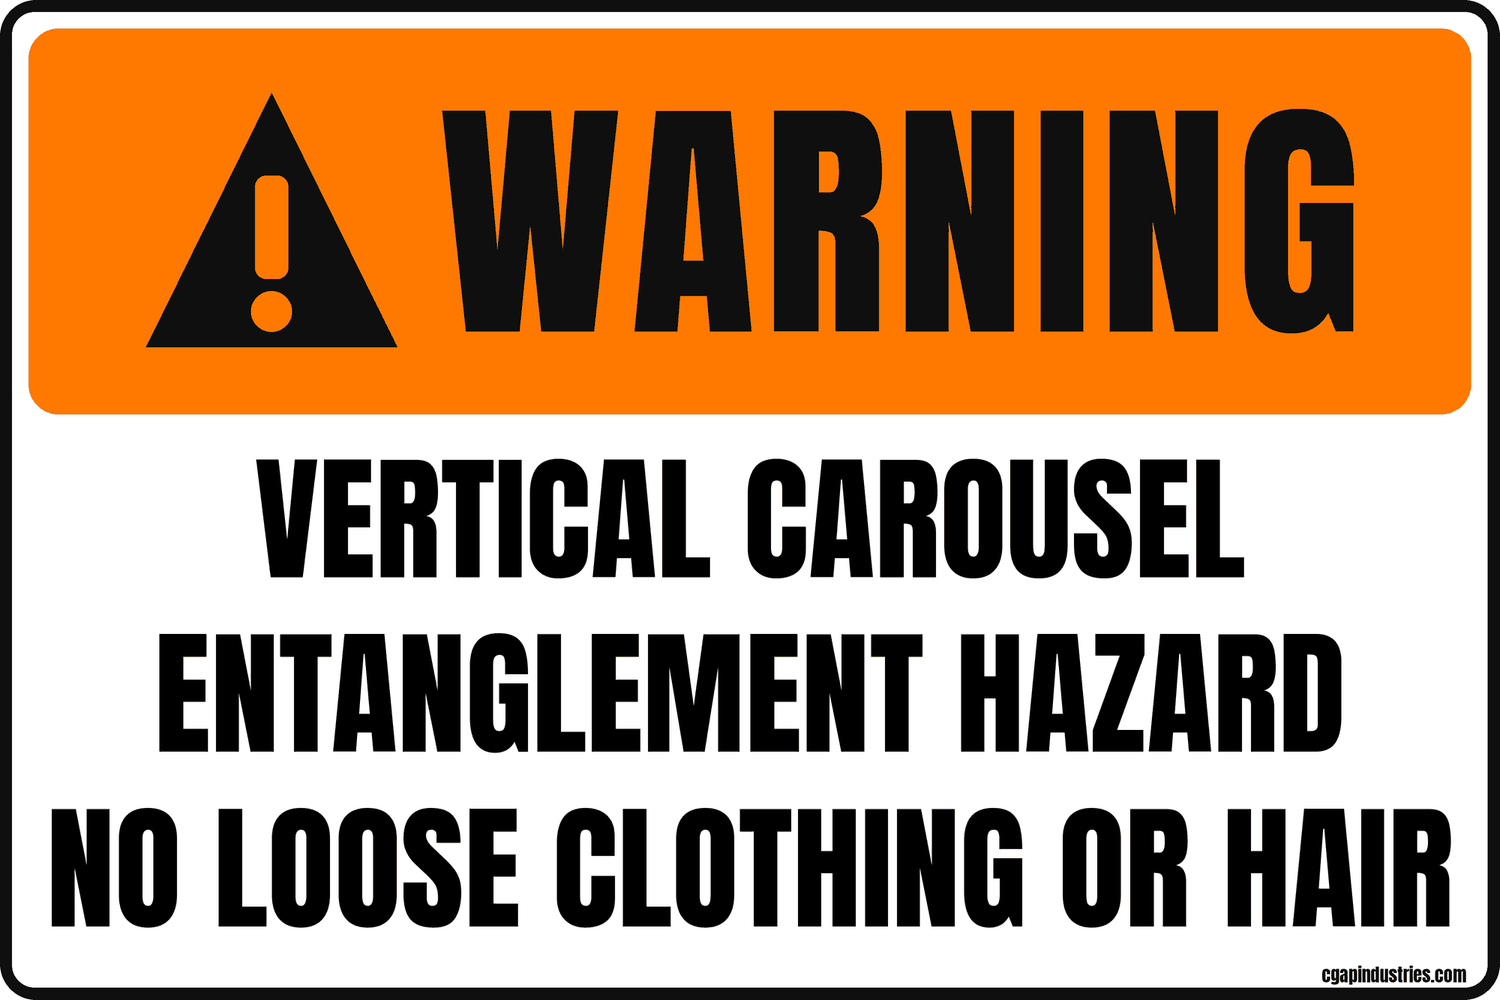 WARNING
VERTICAL CAROUSEL
ENTANGLEMENT HAZARD
NO LOOSE CLOTHING OR HAIR
cgapindustries.com